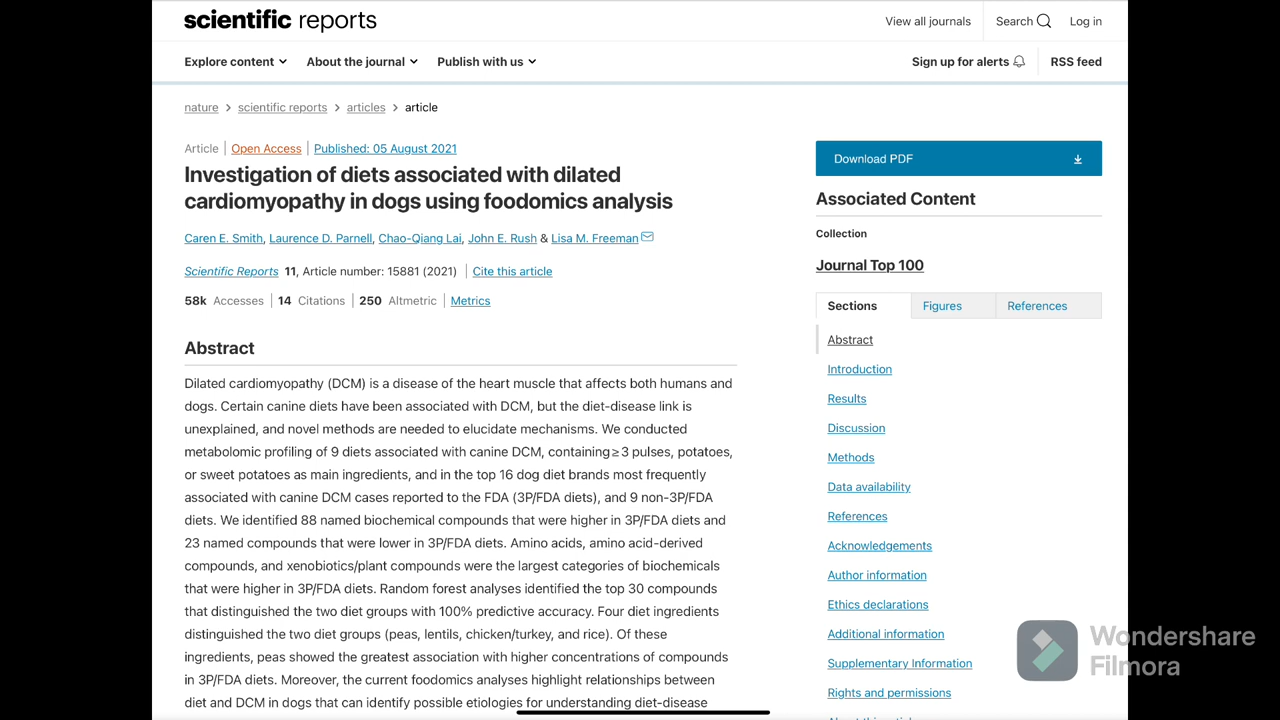 scientific reports
View all journals
Search
Log in
Explore content
About the journal
Publish with us
Sign up for alerts
RSS feed
nature > scientific reports > articles > article
Article | Open Access | Published: 05 August 2021
Investigation of diets associated with dilated
cardiomyopathy in dogs using foodomics analysis
Caren E. Smith, Laurence D. Parnell, Chao-Qiang Lai, John E. Rush & Lisa M. Freeman
Scientific Reports 11, Article number: 15881 (2021) | Cite this article
58k Accesses | 14 Citations | 250 Altmetric | Metrics
Abstract
Dilated cardiomyopathy (DCM) is a disease of the heart muscle that affects both humans and
dogs. Certain canine diets have been associated with DCM, but the diet-disease link is
unexplained, and novel methods are needed to elucidate mechanisms. We conducted
metabolomic profiling of 9 diets associated with canine DCM, containing ≥ 3 pulses, potatoes,
or sweet potatoes as main ingredients, and in the top 16 dog diet brands most frequently
associated with canine DCM cases reported to the FDA (3P/FDA diets), and 9 non-3P/FDA
diets. We identified 88 named biochemical compounds that were higher in 3P/FDA diets and
23 named compounds that were lower in 3P/FDA diets. Amino acids, amino acid-derived
compounds, and xenobiotics/plant compounds were the largest categories of biochemicals
that were higher in 3P/FDA diets. Random forest analyses identified the top 30 compounds
that distinguished the two diet groups with 100% predictive accuracy. Four diet ingredients
distinguished the two diet groups (peas, lentils, chicken/turkey, and rice). Of these
ingredients, peas showed the greatest association with higher concentrations of compounds
in 3P/FDA diets. Moreover, the current foodomics analyses highlight relationships between
diet and DCM in dogs that can identify possible etiologies for understanding diet-disease
Download PDF
Associated Content
Collection
Journal Top 100
Sections
Figures
References
Abstract
Introduction
Results
Discussion
Methods
Data availability
References
Acknowledgements
Author information
Ethics declarations
Additional information
Supplementary Information
Rights and permissions
About this article
Wondershare
Filmora